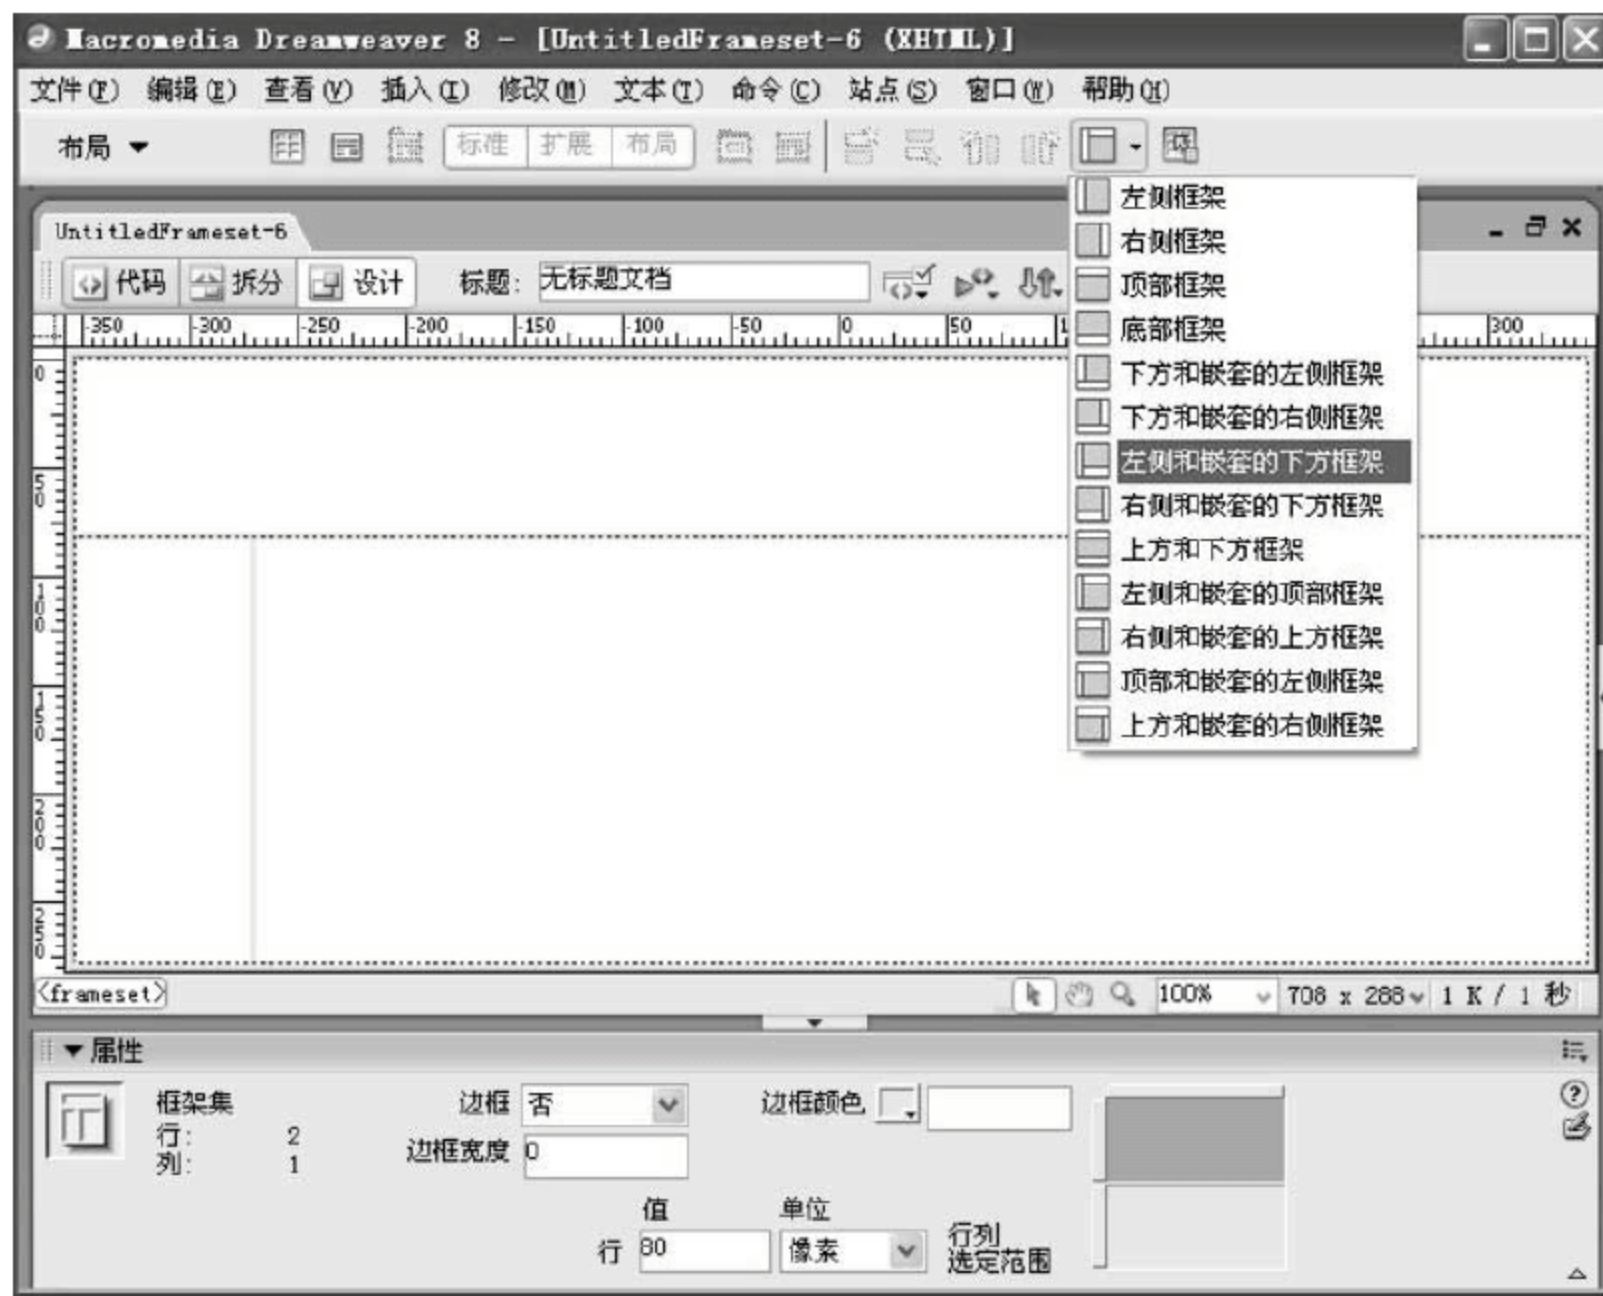 Macromedia Dreamweaver 8 - [UntitledFrameset-6 (XHTML)]
文件(F) 编辑(E) 查看(V) 插入(I) 修改(M) 文本(T) 命令(C) 站点(S) 窗口(W) 帮助(H)
布局 标准 扩展 布局
左侧框架
右侧框架
顶部框架
底部框架
下方和嵌套的左侧框架
下方和嵌套的右侧框架
左侧和嵌套的下方框架
右侧和嵌套的下方框架
上方和下方框架
左侧和嵌套的顶部框架
右侧和嵌套的上方框架
顶部和嵌套的左侧框架
上方和嵌套的右侧框架
UntitledFrameset-6
代码 拆分 设计 标题: 无标题文档
-350 -300 -250 -200 -150 -100 -50 0 50 300
0
50
100
150
200
250
<frameset> 100% 708 x 288 1 K / 1 秒
属性
框架集 边框 否 边框颜色
行: 2
列: 1 边框宽度 0
值 单位
行 80 像素 行列
选定范围